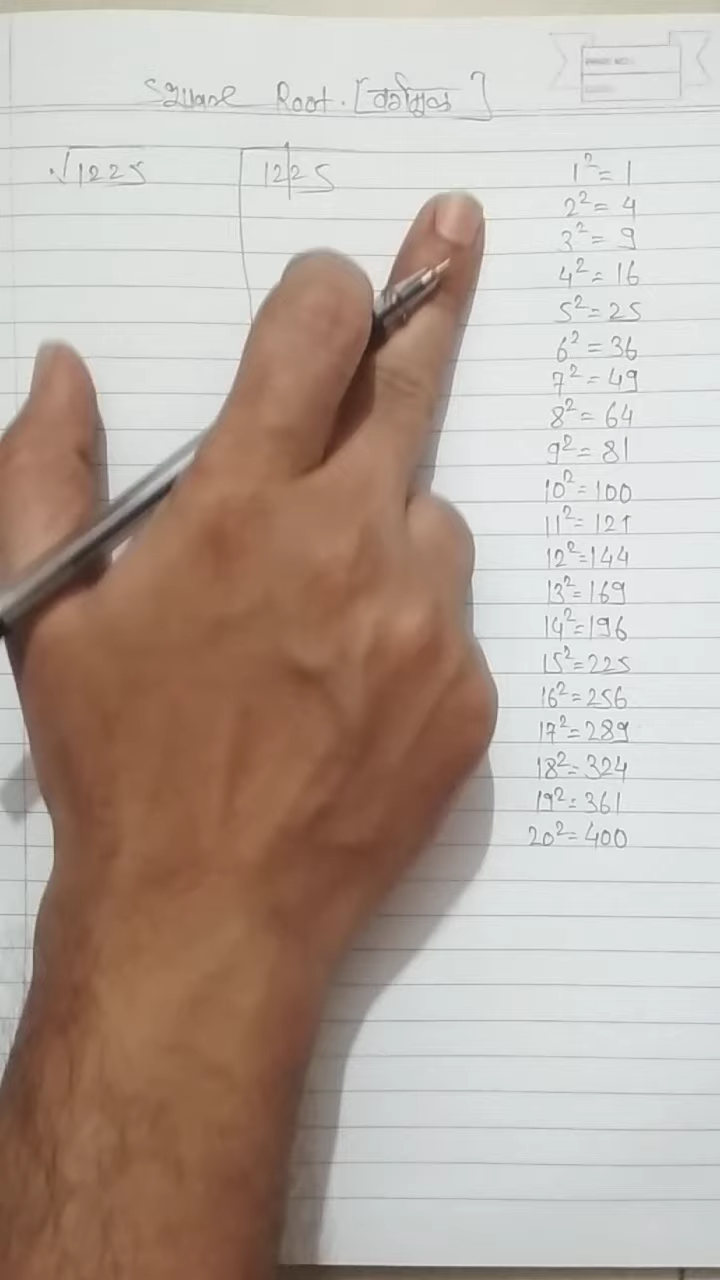 Square Root. [वर्गमुळ]
√1225
12|25
1² = 1
2² = 4
3² = 9
4² = 16
5² = 25
6² = 36
7² = 49
8² = 64
9² = 81
10² = 100
11² = 121
12² = 144
13² = 169
14² = 196
15² = 225
16² = 256
17² = 289
18² = 324
19² = 361
20² = 400